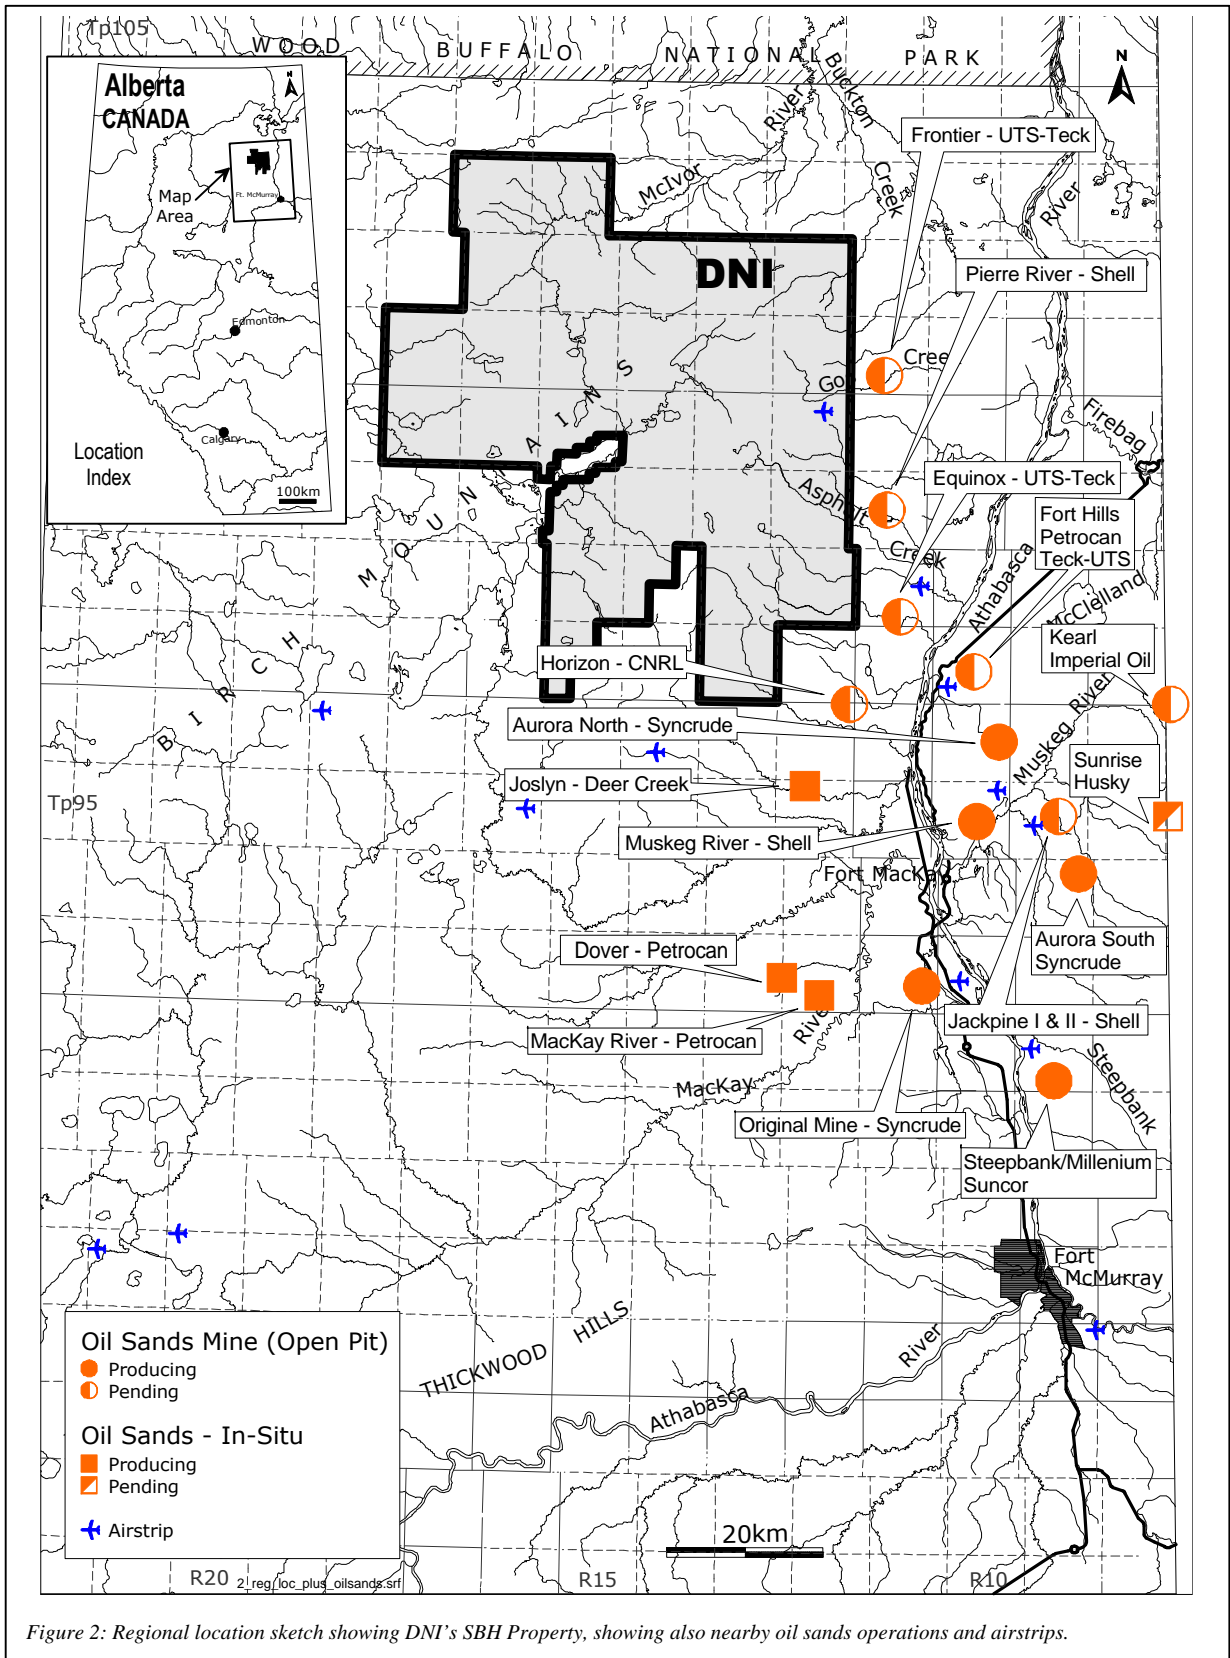 Tp105
WOOD BUFFALO NATIONAL PARK
Alberta
CANADA
N
Map
Area
Ft. McMurray
Edmonton
Calgary
Location
Index
100km
N
River
Buckton
Creek
McIvor
Frontier - UTS-Teck
River
DNI
Pierre River - Shell
Cree
Go
Firebag
Asphalt
Creek
Equinox - UTS-Teck
Fort Hills
Petrocan
Teck-UTS
Athabasca
McClelland
BIRCH MOUNTAINS
Kearl
Imperial Oil
Horizon - CNRL
Aurora North - Syncrude
Muskeg River
Sunrise
Husky
Joslyn - Deer Creek
Tp95
Muskeg River - Shell
Fort MacKay
Aurora South
Syncrude
Dover - Petrocan
Jackpine I & II - Shell
MacKay River - Petrocan
River
MacKay
Steepbank
Original Mine - Syncrude
Steepbank/Millenium
Suncor
Fort
McMurray
THICKWOOD HILLS
River
Athabasca
Oil Sands Mine (Open Pit)
Producing
Pending
Oil Sands - In-Situ
Producing
Pending
Airstrip
20km
R20
2_reg_loc_plus_oilsands.srf
R15
R10
Figure 2: Regional location sketch showing DNI's SBH Property, showing also nearby oil sands operations and airstrips.